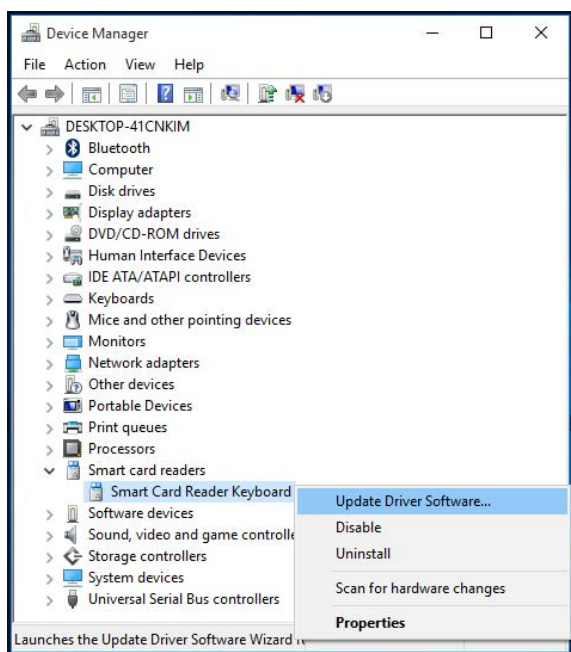 Device Manager
File Action View Help
DESKTOP-41CNKIM
Bluetooth
Computer
Disk drives
Display adapters
DVD/CD-ROM drives
Human Interface Devices
IDE ATA/ATAPI controllers
Keyboards
Mice and other pointing devices
Monitors
Network adapters
Other devices
Portable Devices
Print queues
Processors
Smart card readers
Smart Card Reader Keyboard
Software devices
Sound, video and game controlle
Storage controllers
System devices
Universal Serial Bus controllers
Update Driver Software...
Disable
Uninstall
Scan for hardware changes
Properties
Launches the Update Driver Software Wizard